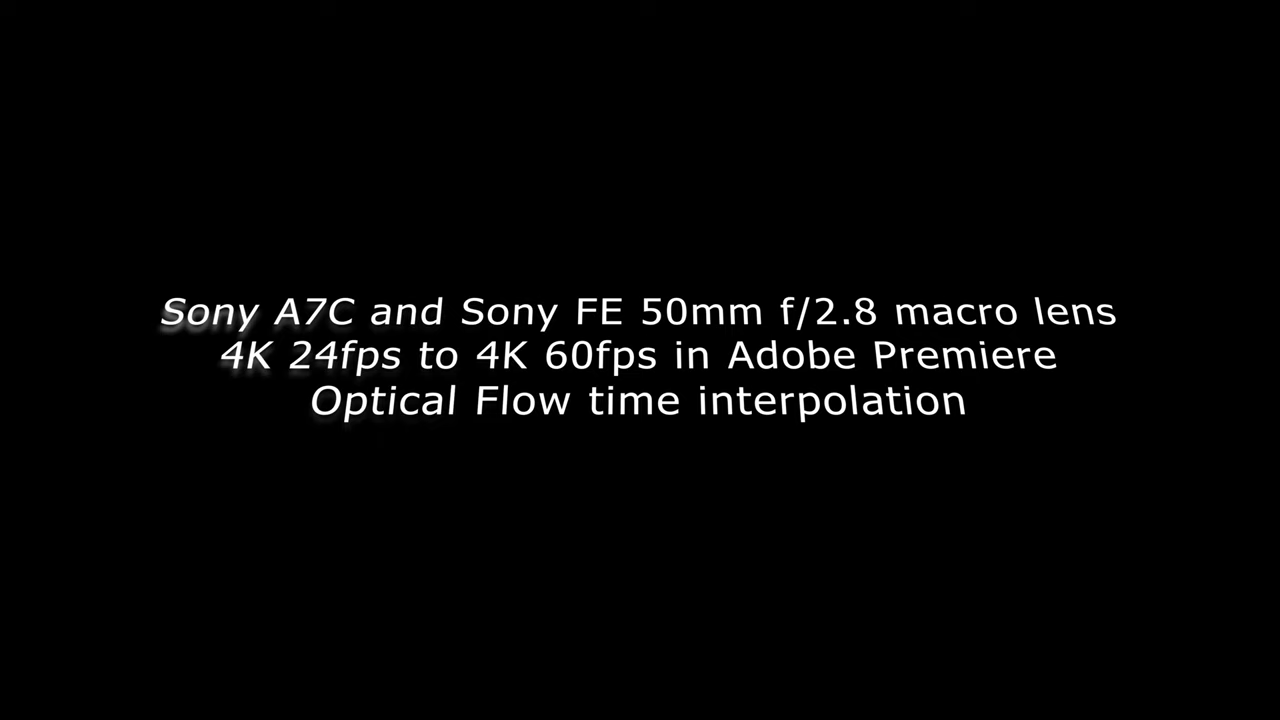 Sony A7C and Sony FE 50mm f/2.8 macro lens
4K 24fps to 4K 60fps in Adobe Premiere
Optical Flow time interpolation